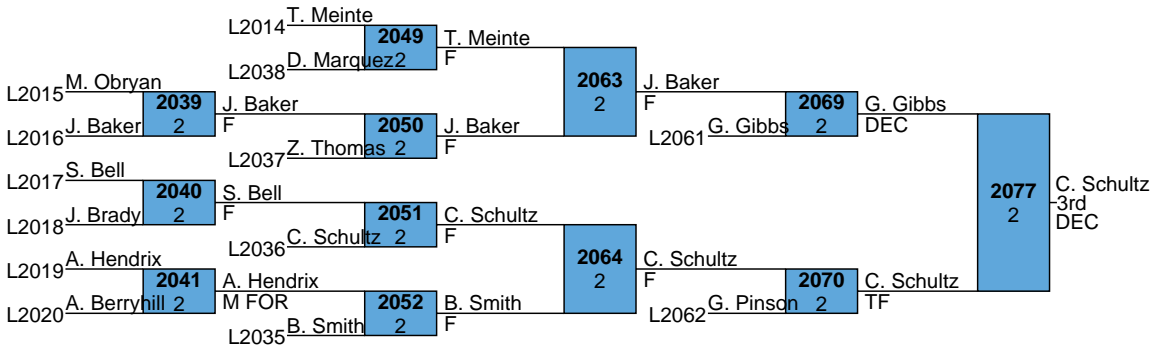 L2014 T. Meinte
2049
2
T. Meinte
F
L2038 D. Marquez
2063
2
J. Baker
F
L2015 M. Obryan
2039
2
J. Baker
F
L2016 J. Baker
2050
2
J. Baker
F
L2037 Z. Thomas
2069
2
G. Gibbs
DEC
L2061 G. Gibbs
L2017 S. Bell
2040
2
S. Bell
F
L2018 J. Brady
2051
2
C. Schultz
F
L2036 C. Schultz
2077
2
C. Schultz
3rd
DEC
L2019 A. Hendrix
2041
2
A. Hendrix
M FOR
L2020 A. Berryhill
2064
2
C. Schultz
F
2052
2
B. Smith
F
L2035 B. Smith
2070
2
C. Schultz
TF
L2062 G. Pinson